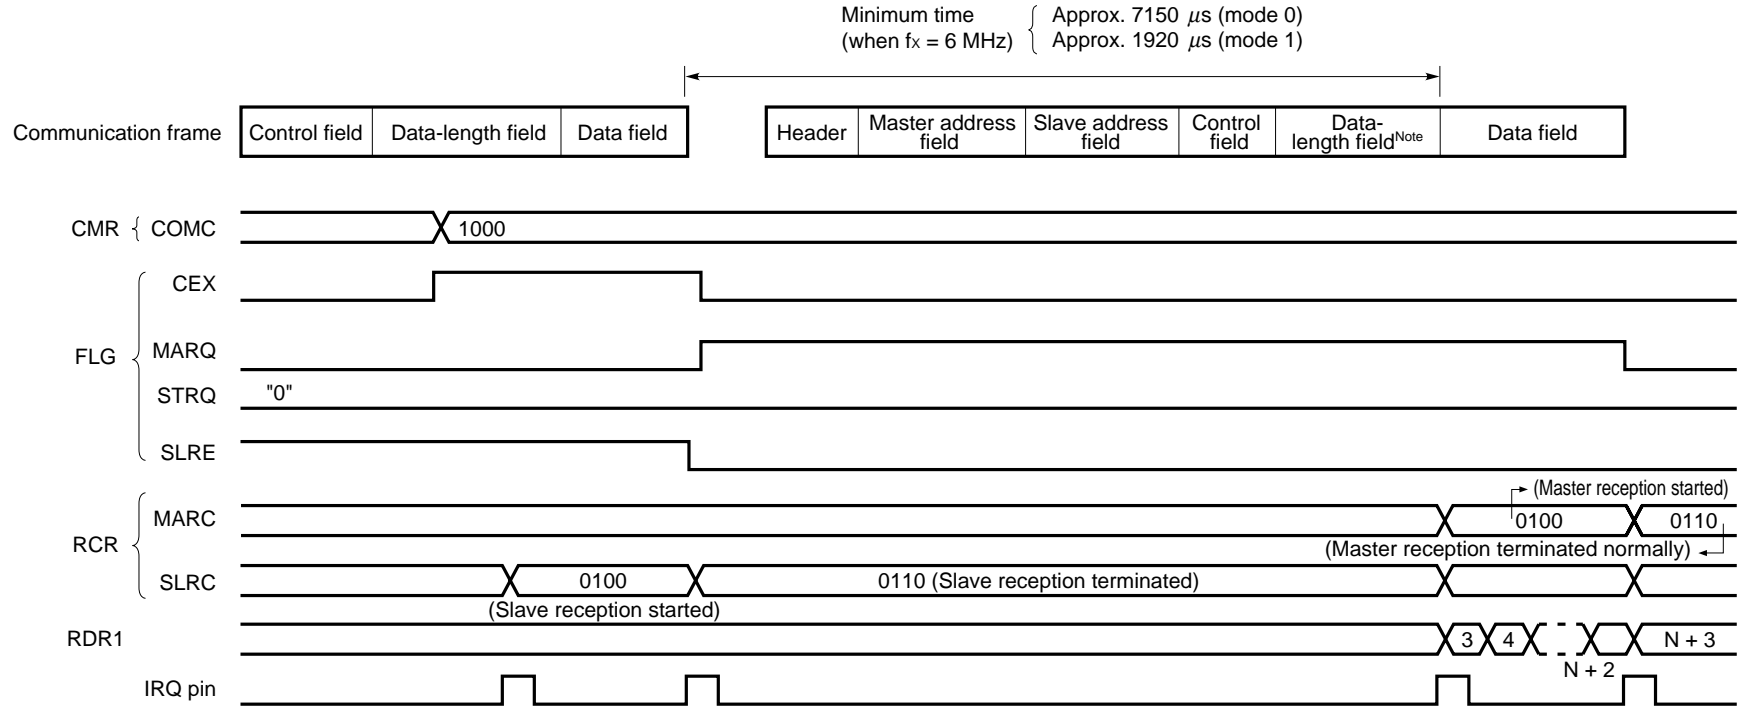 Minimum time
(when fx = 6 MHz)
Approx. 7150 μs (mode 0)
Approx. 1920 μs (mode 1)
Communication frame
Control field
Data-length field
Data field
Header
Master address
field
Slave address
field
Control
field
Data-
length fieldNote
Data field
CMR { COMC
1000
FLG
CEX
MARQ
STRQ
"0"
SLRE
RCR
(Master reception started)
MARC
0100
0110
(Master reception terminated normally)
SLRC
0100
0110 (Slave reception terminated)
(Slave reception started)
RDR1
3
4
N + 3
N + 2
IRQ pin